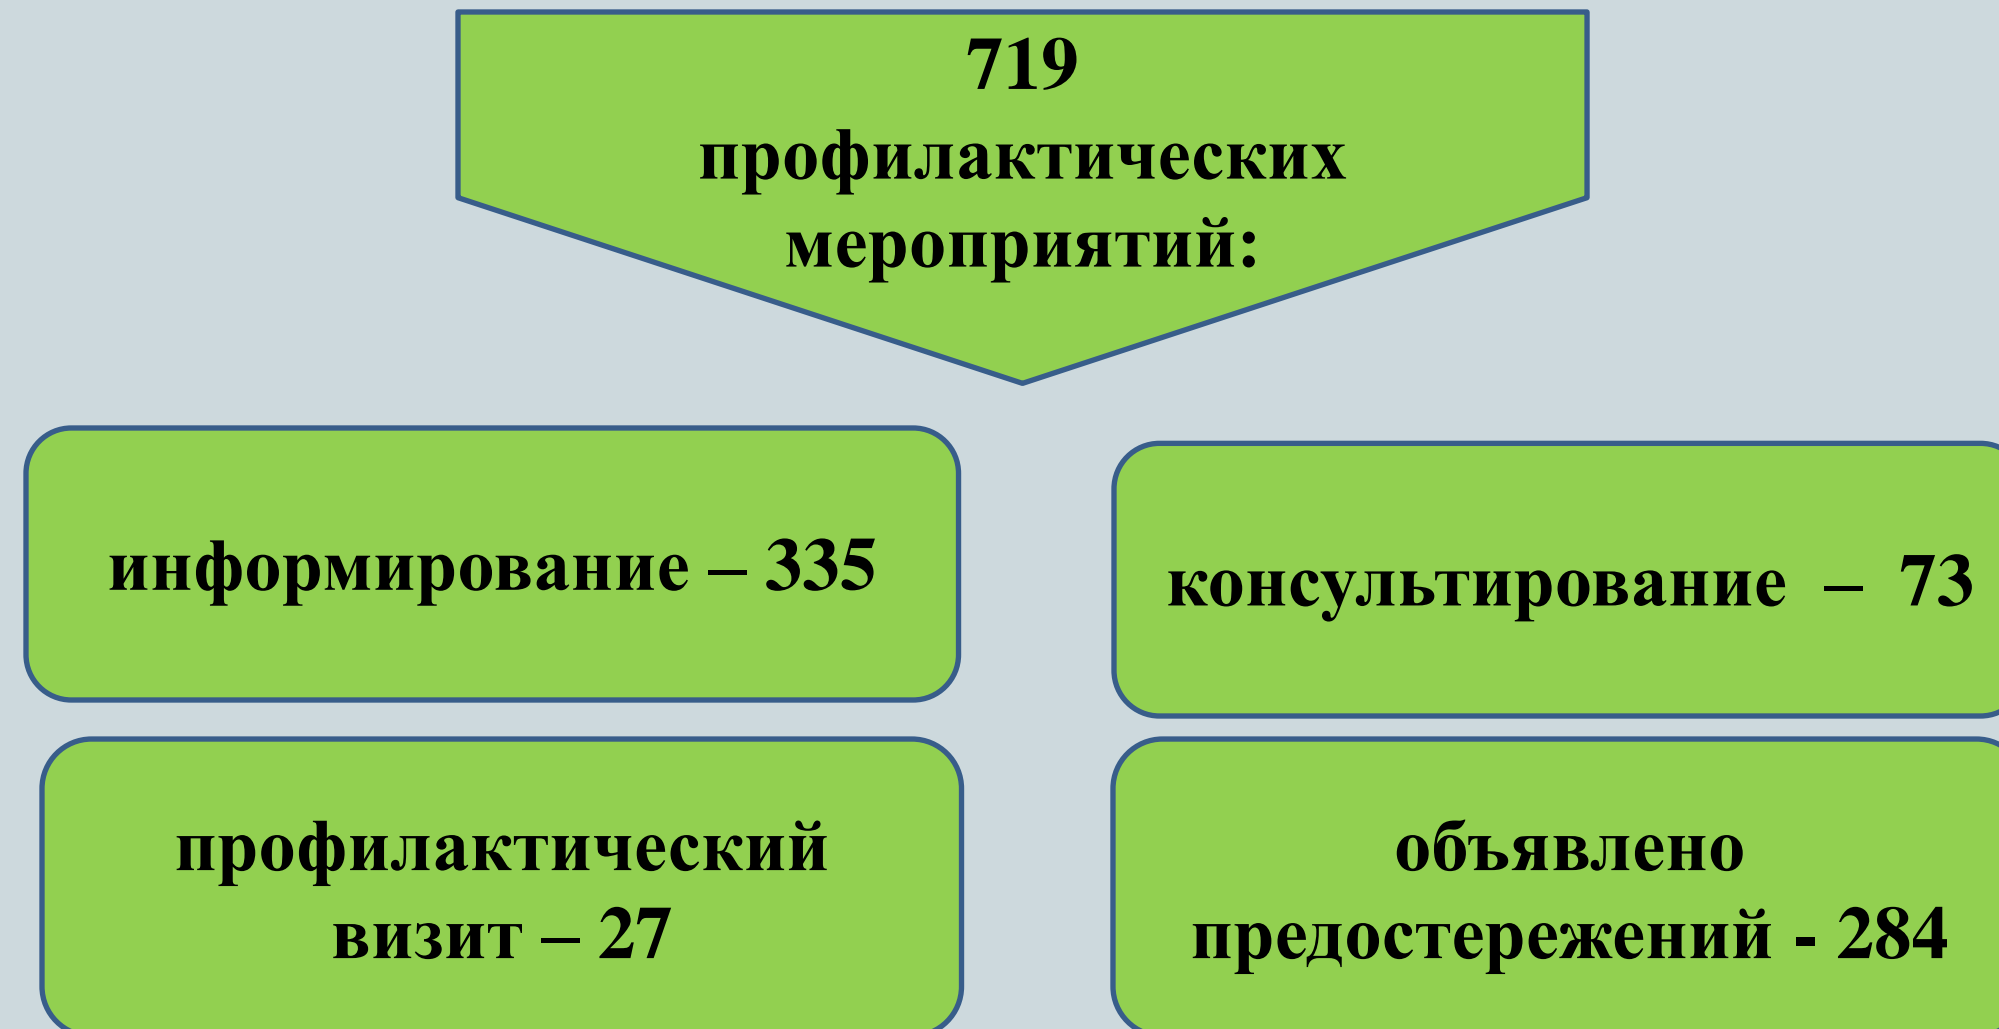 719
профилактических
мероприятий:
информирование – 335
консультирование – 73
профилактический
визит – 27
объявлено
предостережений - 284